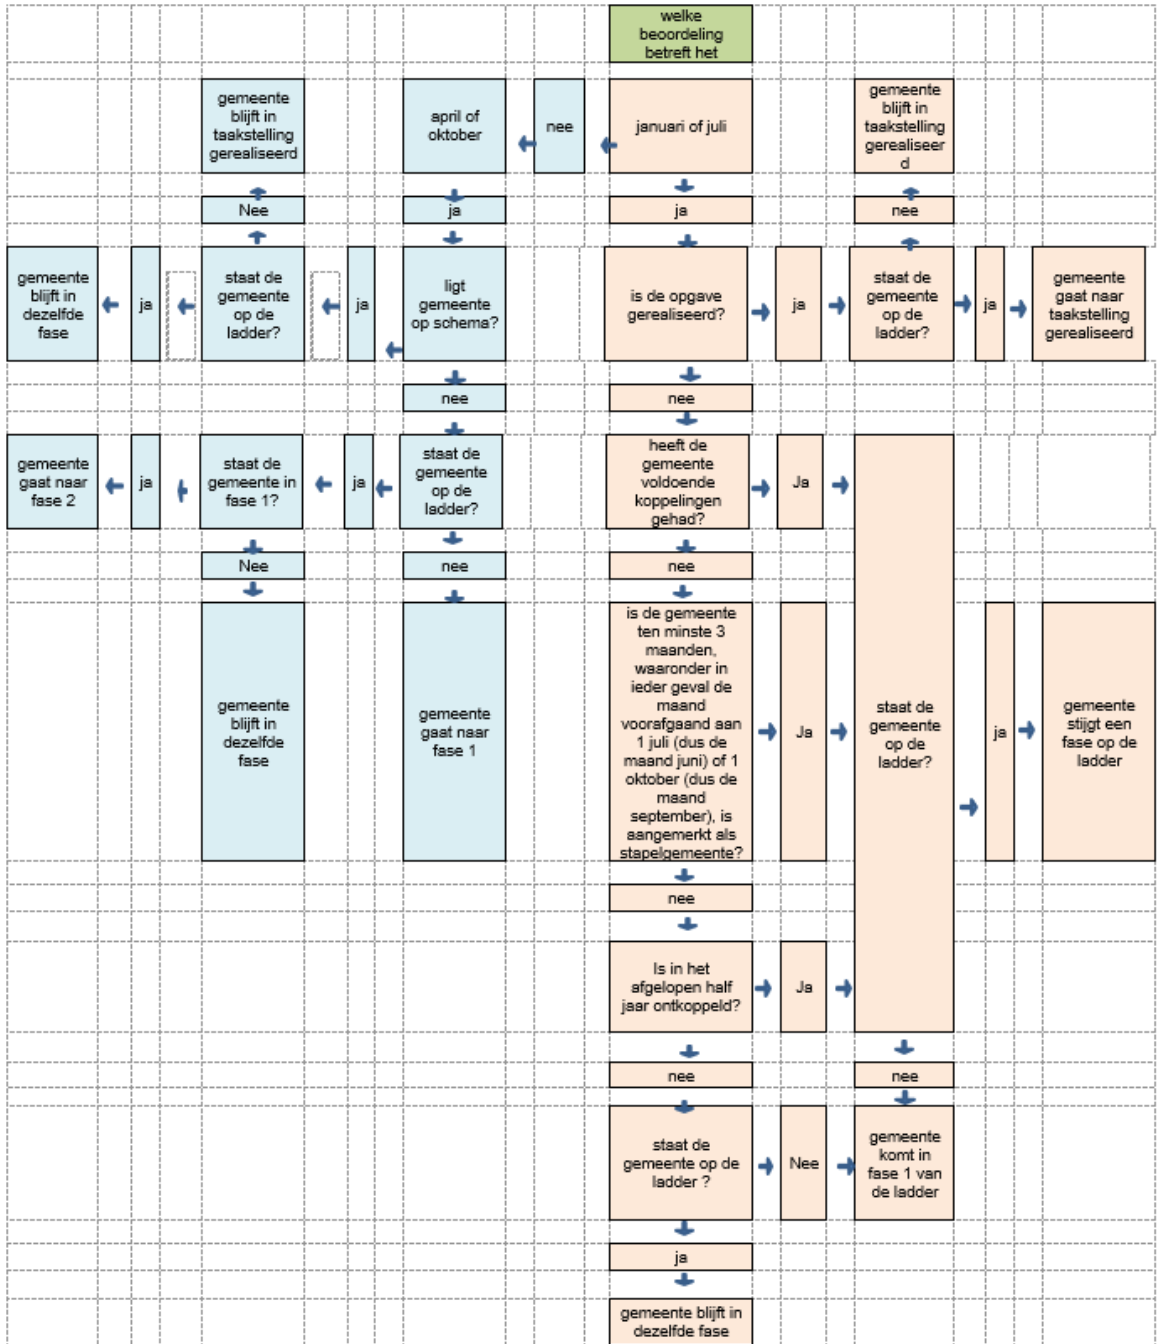 welke
beoordeling
betreft het
gemeente
blijft in
taakstelling
gerealiseerd
april of
oktober
nee
januari of juli
gemeente
blijft in
taakstelling
gerealiseer
d
Nee
ja
ja
nee
gemeente
blijft in
dezelfde
fase
ja
staat de
gemeente
op de
ladder?
ja
ligt
gemeente
op schema?
is de opgave
gerealiseerd?
ja
staat de
gemeente
op de
ladder?
ja
gemeente
gaat naar
taakstelling
gerealiseerd
nee
nee
gemeente
gaat naar
fase 2
ja
staat de
gemeente in
fase 1?
ja
staat de
gemeente
op de
ladder?
heeft de
gemeente
voldoende
koppelingen
gehad?
Ja
Nee
nee
nee
gemeente
blijft in
dezelfde
fase
gemeente
gaat naar
fase 1
is de gemeente
ten minste 3
maanden,
waaronder in
ieder geval de
maand
voorafgaand aan
1 juli (dus de
maand juni) of 1
oktober (dus de
maand
september), is
aangemerkt als
stapelgemeente?
Ja
staat de
gemeente
op de
ladder?
ja
gemeente
stijgt een
fase op de
ladder
nee
Is in het
afgelopen half
jaar ontkoppeld?
Ja
nee
nee
staat de
gemeente op de
ladder ?
Nee
gemeente
komt in
fase 1 van
de ladder
ja
gemeente blijft in
dezelfde fase